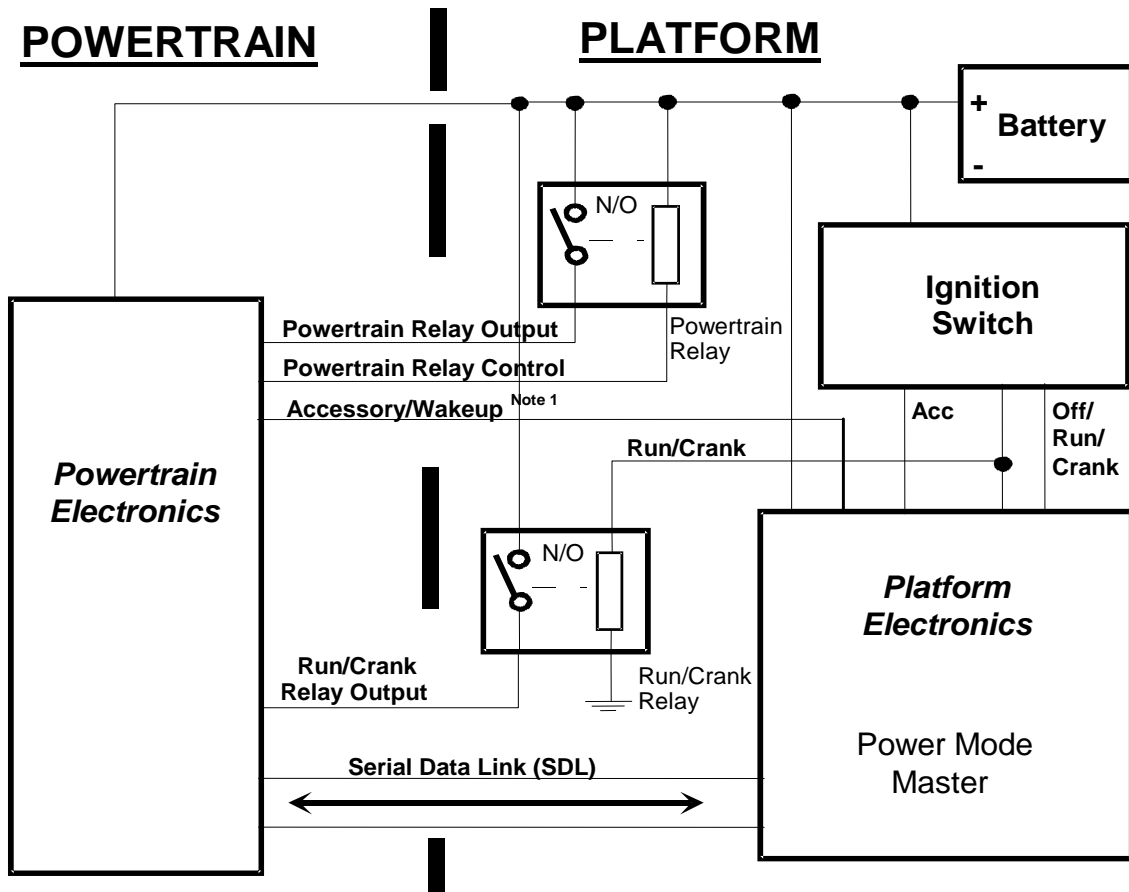 POWERTRAIN
PLATFORM
+
Battery
-
N/O
Ignition
Switch
Powertrain Relay Output
Powertrain
Relay
Powertrain Relay Control
Accessory/Wakeup Note 1
Acc
Off/
Run/
Crank
Run/Crank
Powertrain
Electronics
N/O
Platform
Electronics
Run/Crank
Relay Output
Run/Crank
Relay
Power Mode
Master
Serial Data Link (SDL)